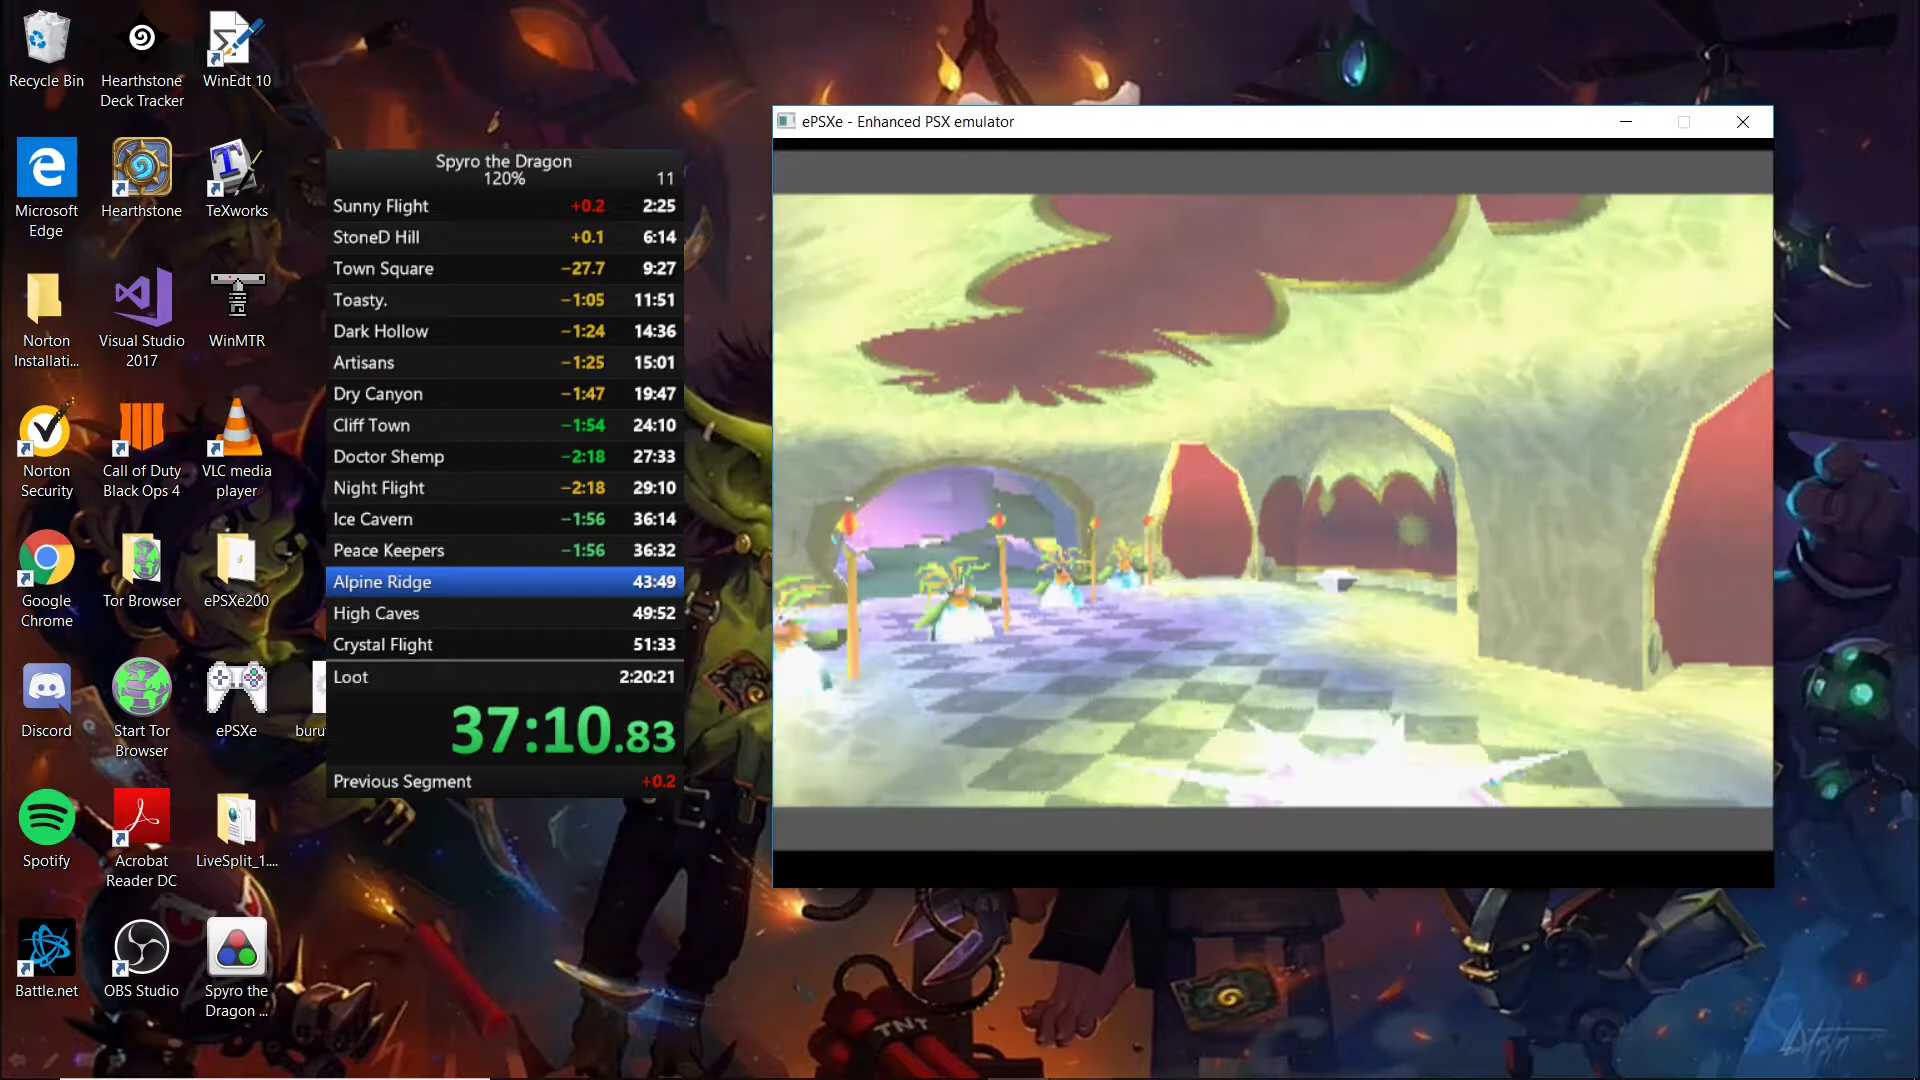 Recycle Bin
Hearthstone
Deck Tracker
WinEdt 10
Microsoft
Edge
Hearthstone
TeXworks
Norton
Installati...
Visual Studio
2017
WinMTR
Norton
Security
Call of Duty
Black Ops 4
VLC media
player
Google
Chrome
Tor Browser
ePSXe200
Discord
Start Tor
Browser
ePSXe
buru
Spotify
Acrobat
Reader DC
LiveSplit_1....
Battle.net
OBS Studio
Spyro the
Dragon ...
Spyro the Dragon
120% 11
Sunny Flight +0.2 2:25
StoneD Hill +0.1 6:14
Town Square −27.7 9:27
Toasty. −1:05 11:51
Dark Hollow −1:24 14:36
Artisans −1:25 15:01
Dry Canyon −1:47 19:47
Cliff Town −1:54 24:10
Doctor Shemp −2:18 27:33
Night Flight −2:18 29:10
Ice Cavern −1:56 36:14
Peace Keepers −1:56 36:32
Alpine Ridge 43:49
High Caves 49:52
Crystal Flight 51:33
Loot 2:20:21
37:10.83
Previous Segment +0.2
ePSXe - Enhanced PSX emulator
TNT